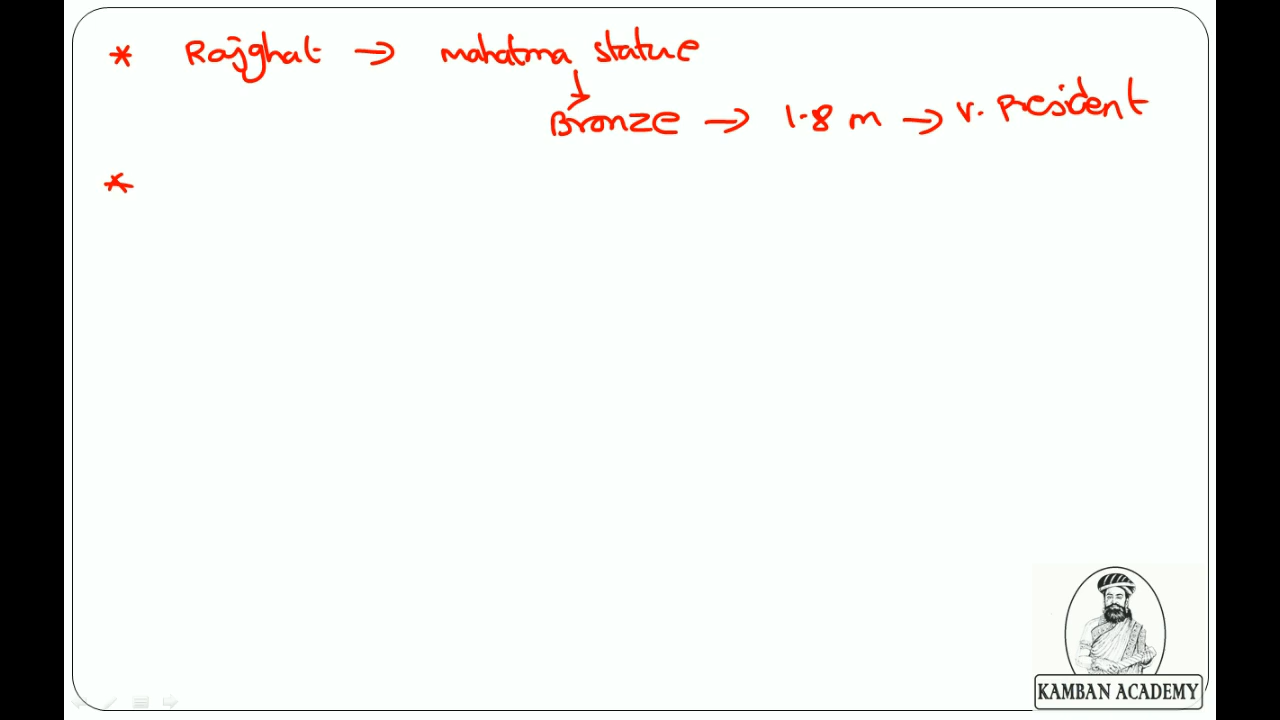 * Rajghat → mahatma statue
↓
Bronze → 1.8 m → V. President
*
KAMBAN ACADEMY